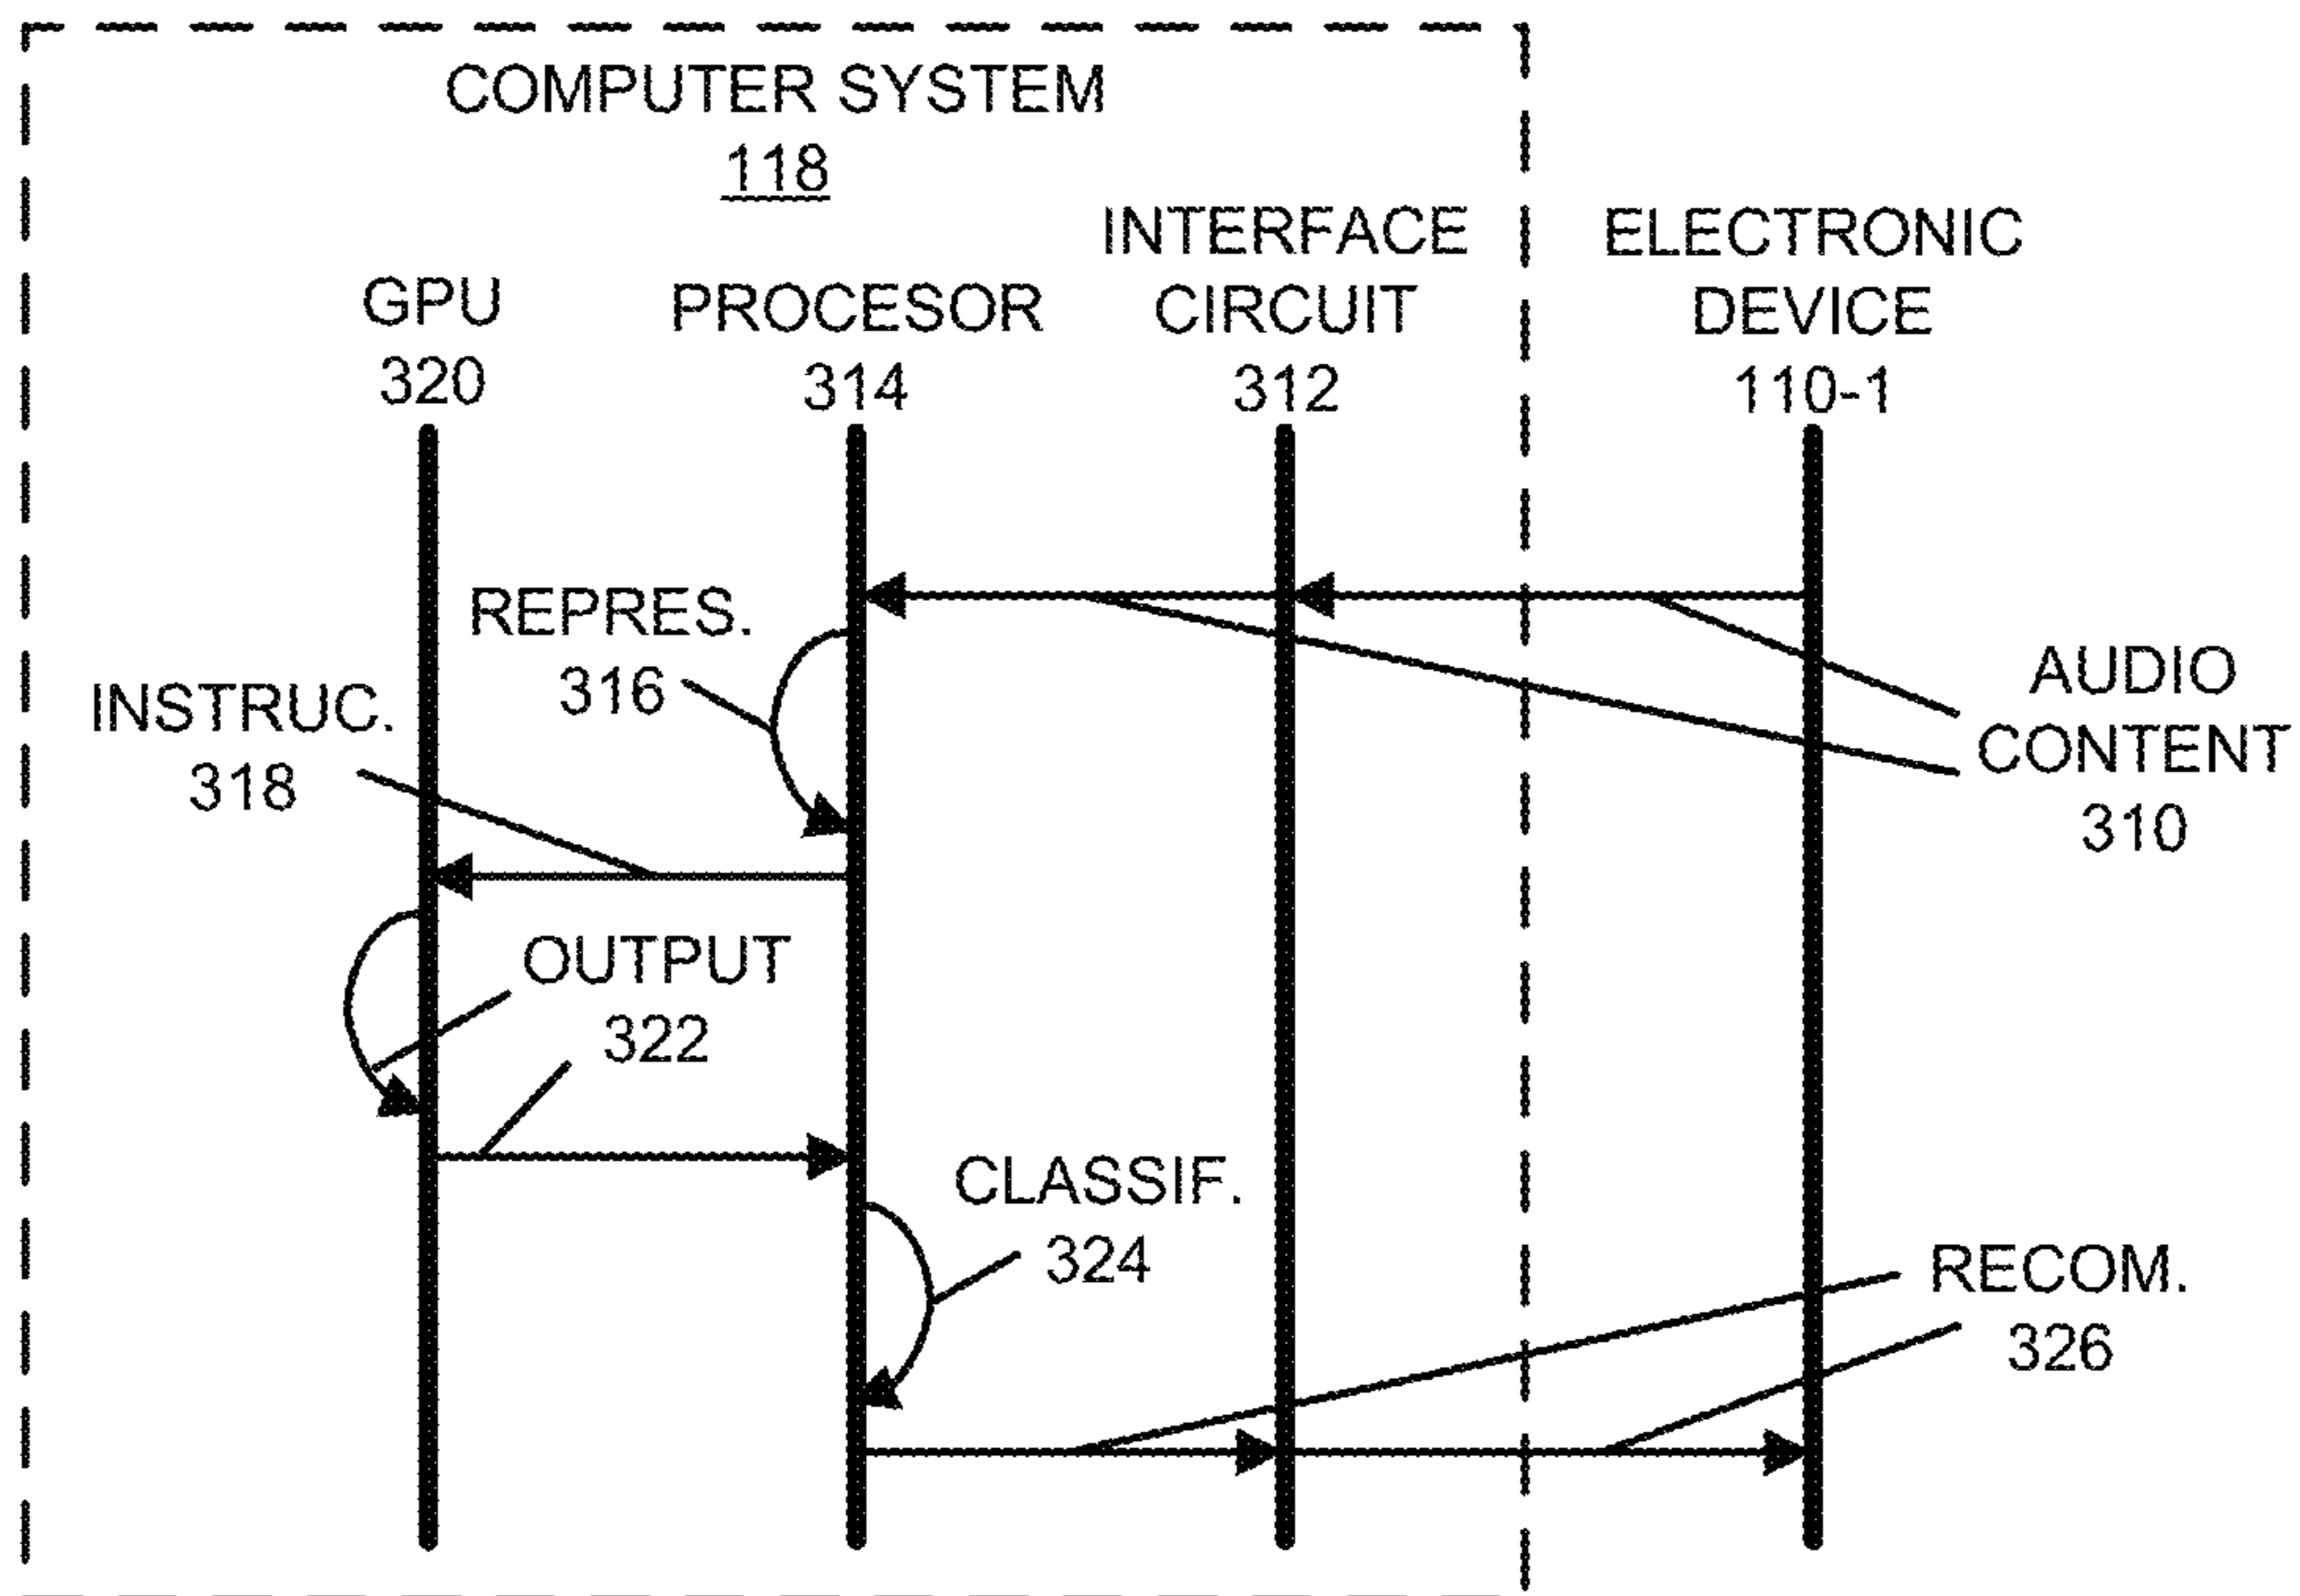 COMPUTER SYSTEM
118
GPU
320
PROCESOR
314
INTERFACE
CIRCUIT
312
ELECTRONIC
DEVICE
110-1
REPRES.
316
INSTRUC.
318
AUDIO
CONTENT
310
OUTPUT
322
CLASSIF.
324
RECOM.
326